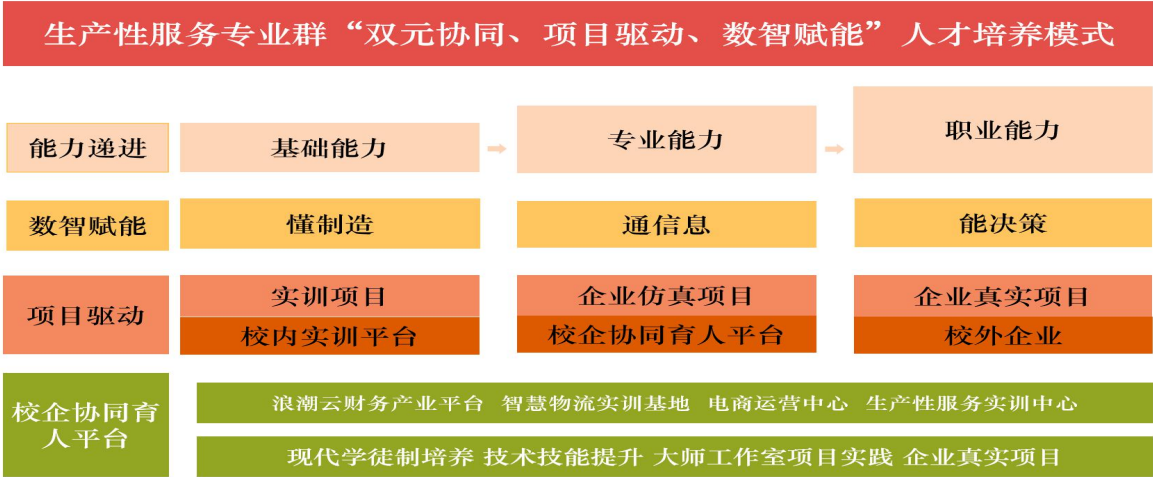 生产性服务专业群“双元协同、项目驱动、数智赋能”人才培养模式
能力递进
基础能力
专业能力
职业能力
数智赋能
懂制造
通信息
能决策
项目驱动
实训项目
企业仿真项目
企业真实项目
校内实训平台
校企协同育人平台
校外企业
校企协同育
人平台
浪潮云财务产业平台 智慧物流实训基地 电商运营中心 生产性服务实训中心
现代学徒制培养 技术技能提升 大师工作室项目实践 企业真实项目